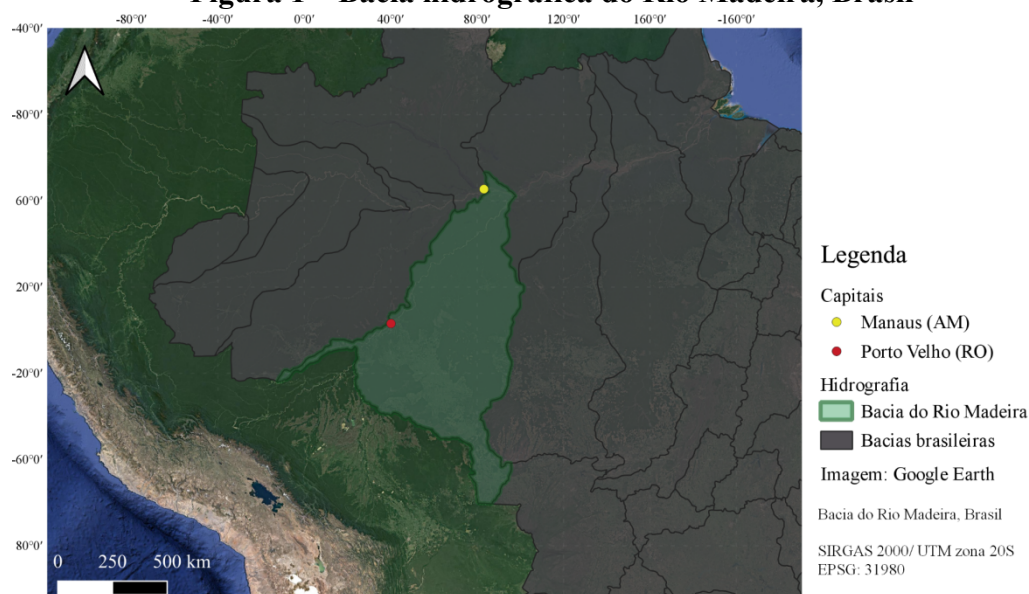 Figura 1 – Bacia hidrográfica do Rio Madeira, Brasil
-80°0' -40°0' 00°0' 40°0' 80°0' 120°0' 160°0' -160°0'
-40°0'
-80°0'
60°0'
20°0'
-20°0'
-60°0'
80°0'
0 250 500 km
Legenda
Capitais
Manaus (AM)
Porto Velho (RO)
Hidrografia
Bacia do Rio Madeira
Bacias brasileiras
Imagem: Google Earth
Bacia do Rio Madeira, Brasil
SIRGAS 2000/ UTM zona 20S
EPSG: 31980